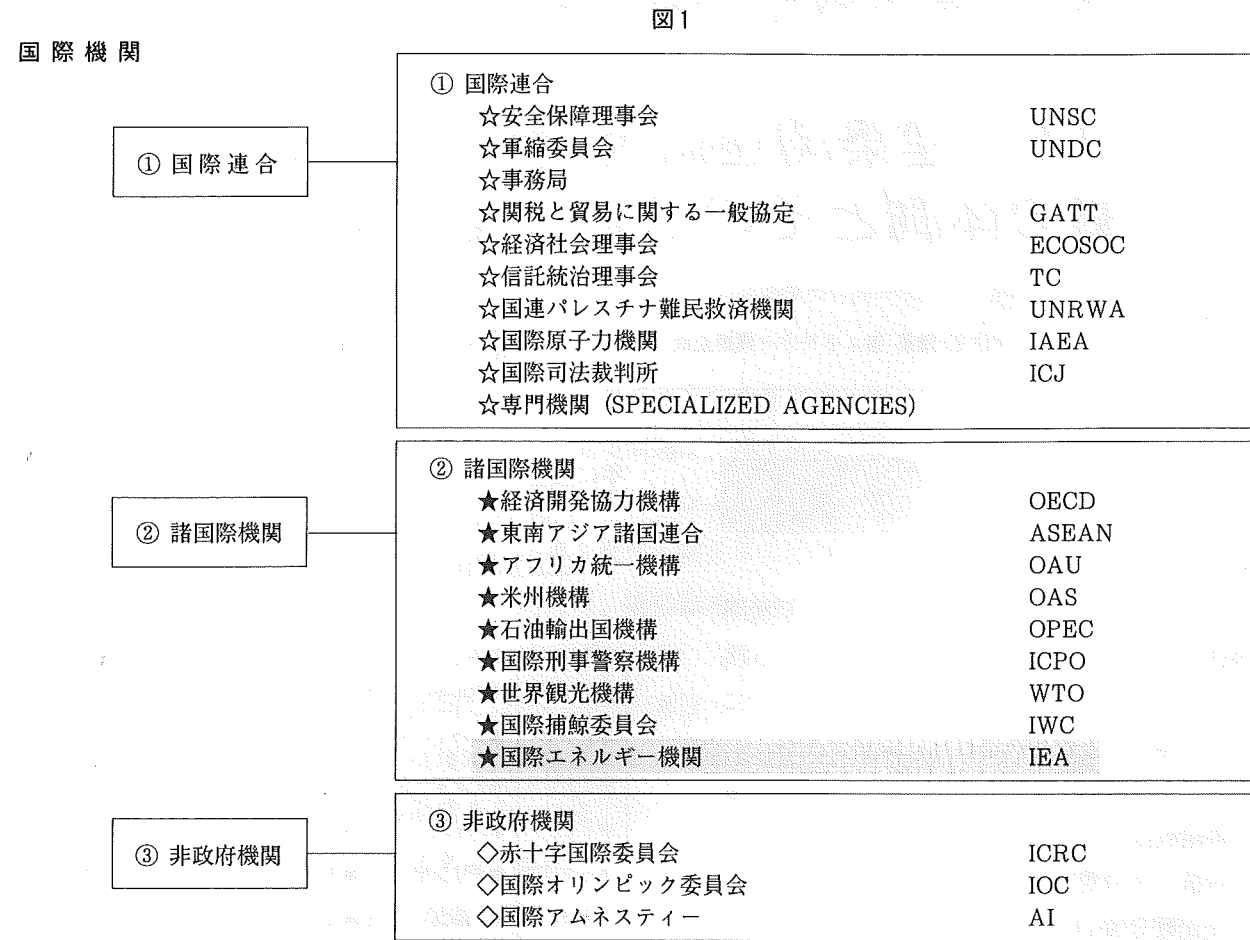 図1
国際機関
① 国際連合
① 国際連合
☆安全保障理事会 UNSC
☆軍縮委員会 UNDC
☆事務局
☆関税と貿易に関する一般協定 GATT
☆経済社会理事会 ECOSOC
☆信託統治理事会 TC
☆国連パレスチナ難民救済機関 UNRWA
☆国際原子力機関 IAEA
☆国際司法裁判所 ICJ
☆専門機関 (SPECIALIZED AGENCIES)
② 諸国際機関
② 諸国際機関
★経済開発協力機構 OECD
★東南アジア諸国連合 ASEAN
★アフリカ統一機構 OAU
★米州機構 OAS
★石油輸出国機構 OPEC
★国際刑事警察機構 ICPO
★世界観光機構 WTO
★国際捕鯨委員会 IWC
★国際エネルギー機関 IEA
③ 非政府機関
③ 非政府機関
◇赤十字国際委員会 ICRC
◇国際オリンピック委員会 IOC
◇国際アムネスティー AI